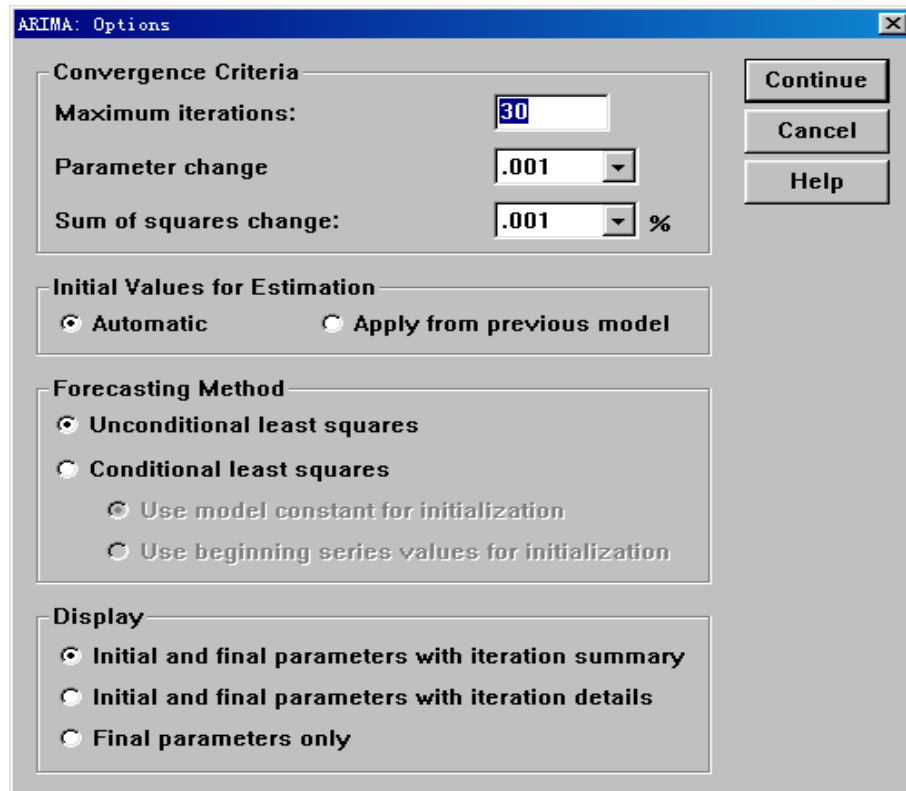 ARIMA: Options
Convergence Criteria
Maximum iterations:
30
Parameter change
.001
Sum of squares change:
.001
%
Continue
Cancel
Help
Initial Values for Estimation
Automatic
Apply from previous model
Forecasting Method
Unconditional least squares
Conditional least squares
Use model constant for initialization
Use beginning series values for initialization
Display
Initial and final parameters with iteration summary
Initial and final parameters with iteration details
Final parameters only